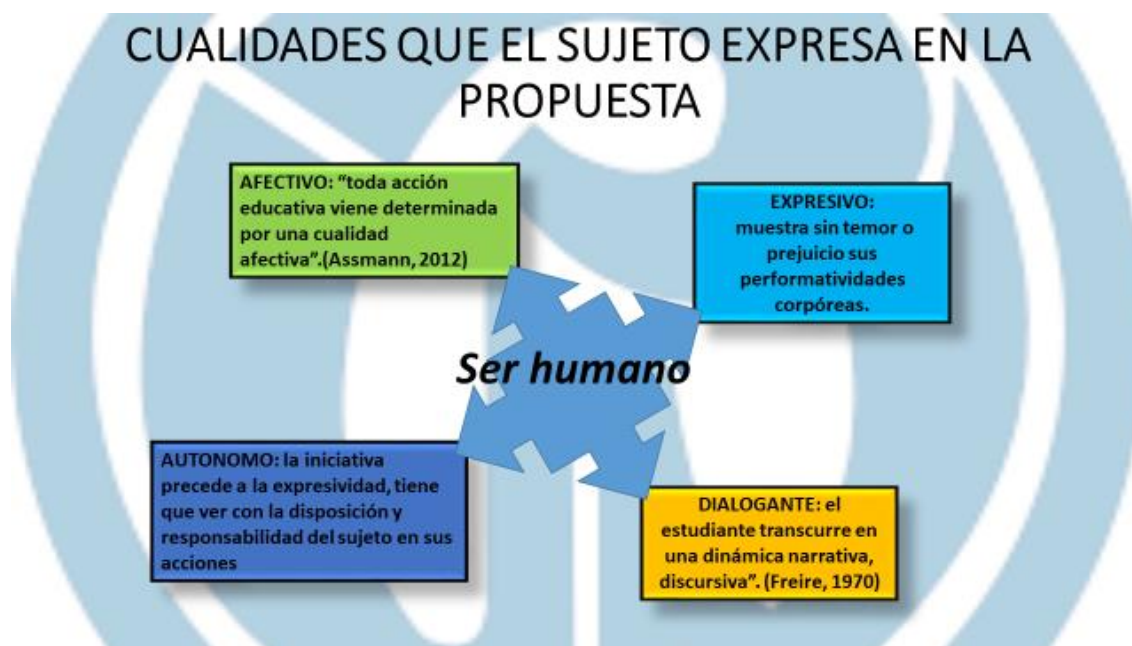 CUALIDADES QUE EL SUJETO EXPRESA EN LA
PROPUESTA
AFECTIVO: “toda acción
educativa viene determinada
por una cualidad
afectiva”.(Assmann, 2012)
EXPRESIVO:
muestra sin temor o
prejuicio sus
performatividades
corpóreas.
Ser humano
AUTONOMO: la iniciativa
precede a la expresividad, tiene
que ver con la disposición y
responsabilidad del sujeto en sus
acciones
DIALOGANTE: el
estudiante transcurre en
una dinámica narrativa,
discursiva”. (Freire, 1970)